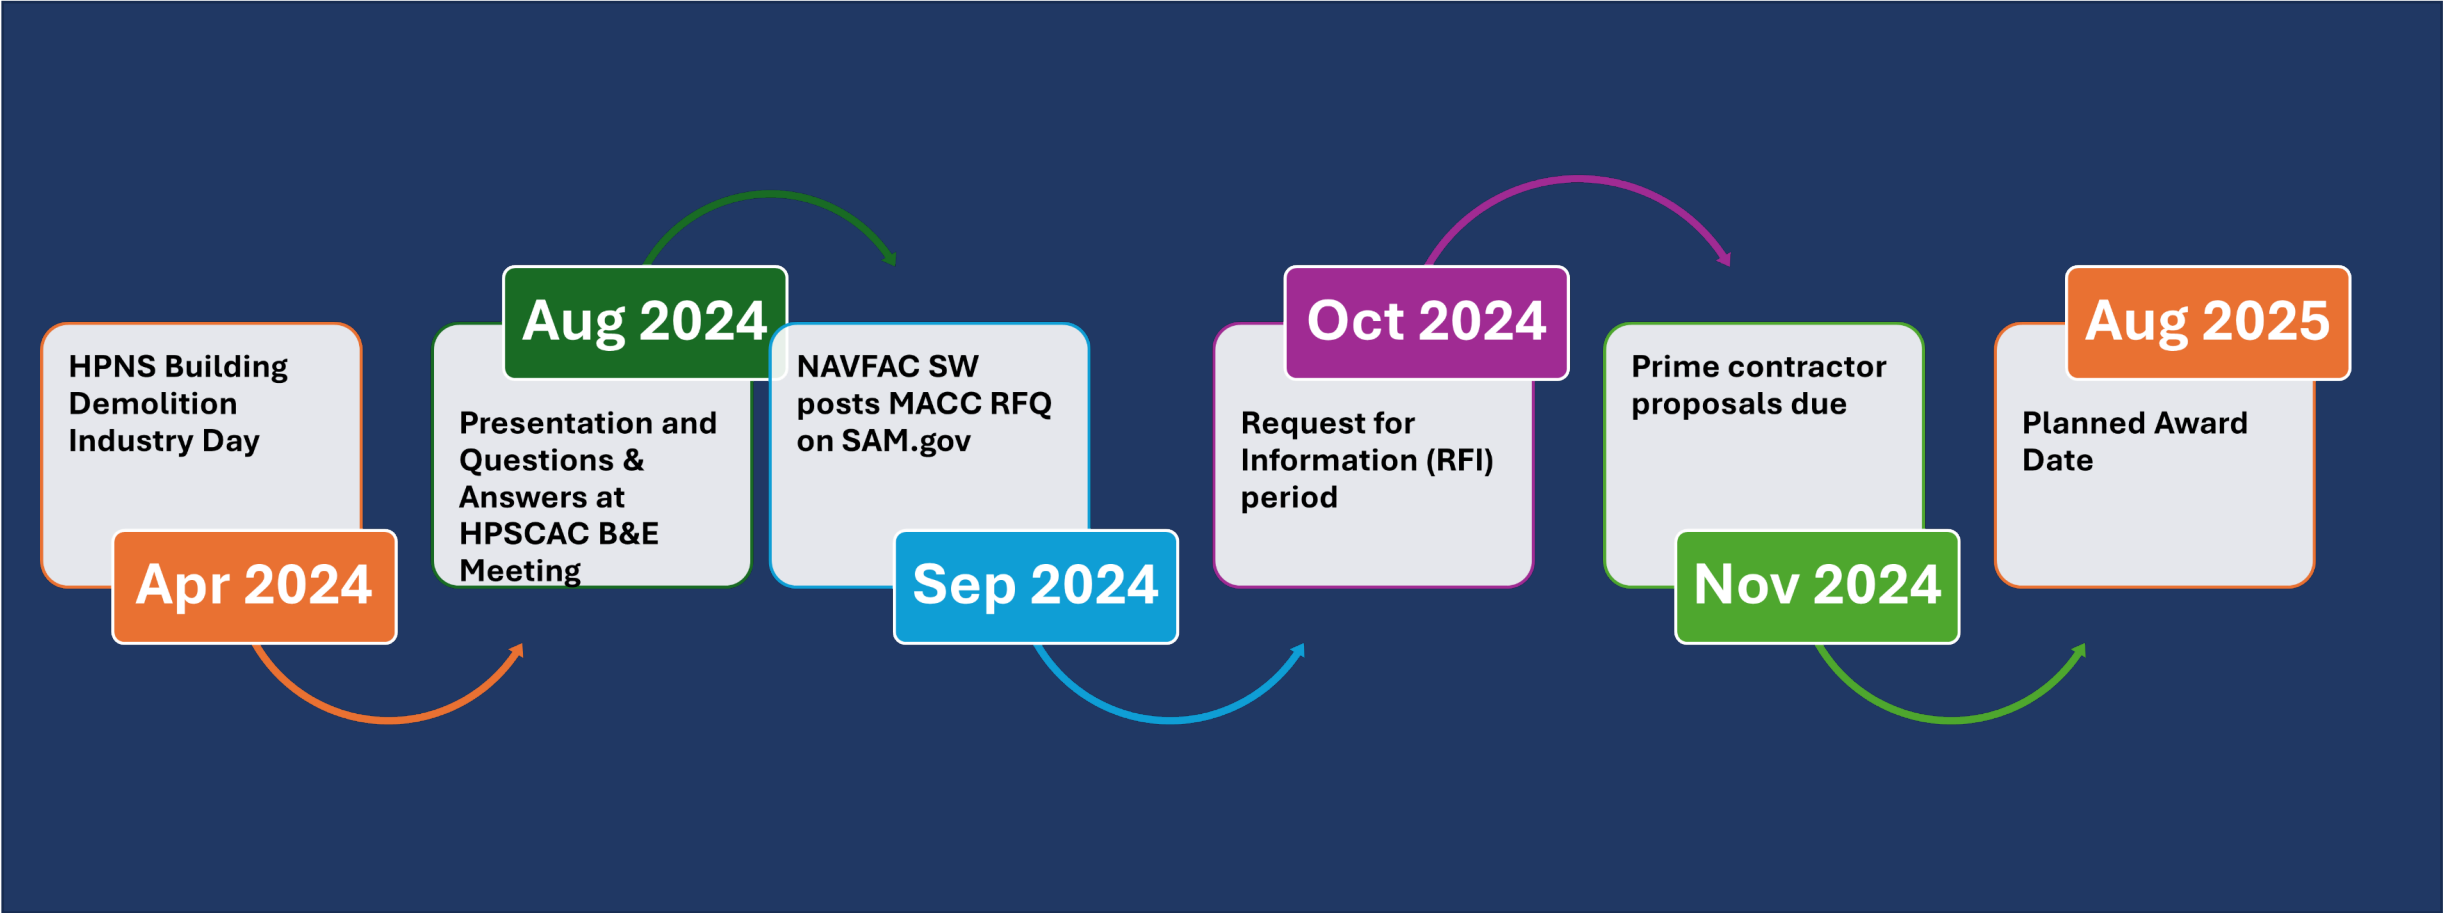 HPNS Building
Demolition
Industry Day
Apr 2024
Aug 2024
Presentation and
Questions &
Answers at
HPSCAC B&E
Meeting
NAVFAC SW
posts MACC RFQ
on SAM.gov
Sep 2024
Oct 2024
Request for
Information (RFI)
period
Prime contractor
proposals due
Nov 2024
Aug 2025
Planned Award
Date